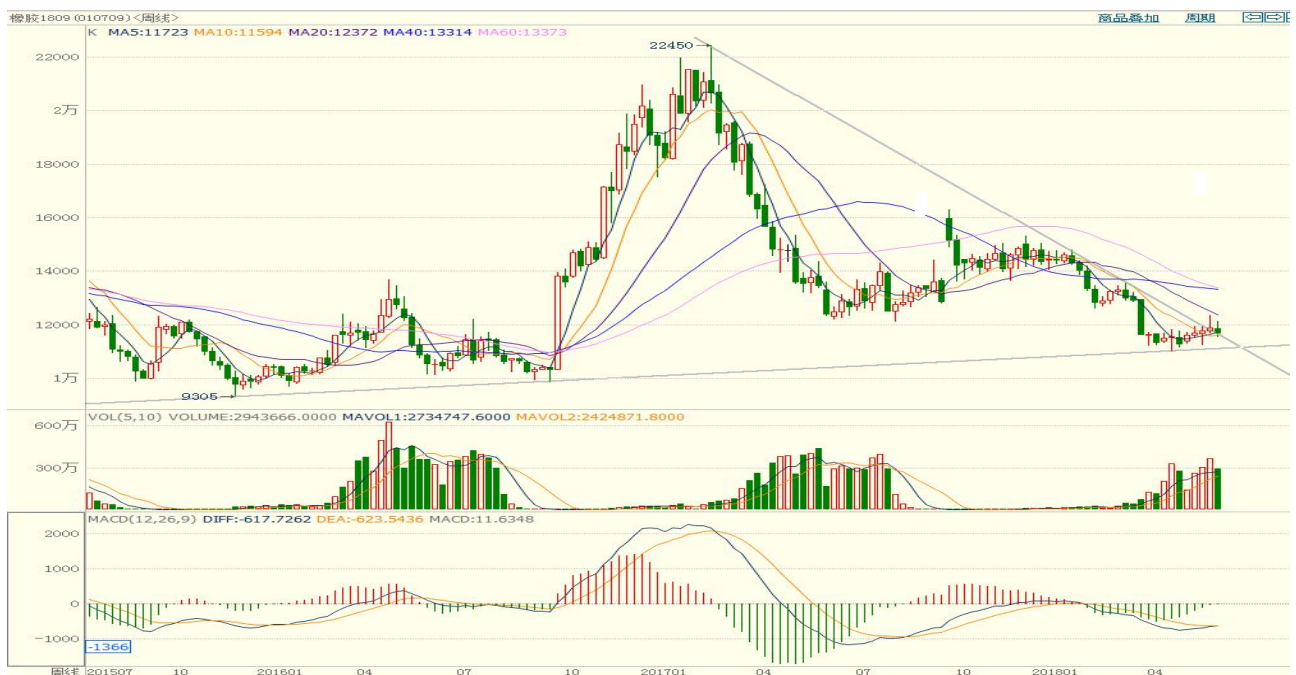 橡胶1809 (010709) <周线> 商品叠加 周期
K MA5:11723 MA10:11594 MA20:12372 MA40:13314 MA60:13373
22450
22000
2万
18000
16000
14000
12000
1万
9305
VOL(5,10) VOLUME:2943666.0000 MAVOL1:2734747.6000 MAVOL2:2424871.8000
600万
300万
MACD(12,26,9) DIFF:-617.7262 DEA:-623.5436 MACD:11.6348
2000
1000
0
-1000
-1366
周线 201507 10 201601 04 07 10 201701 04 07 10 201801 04